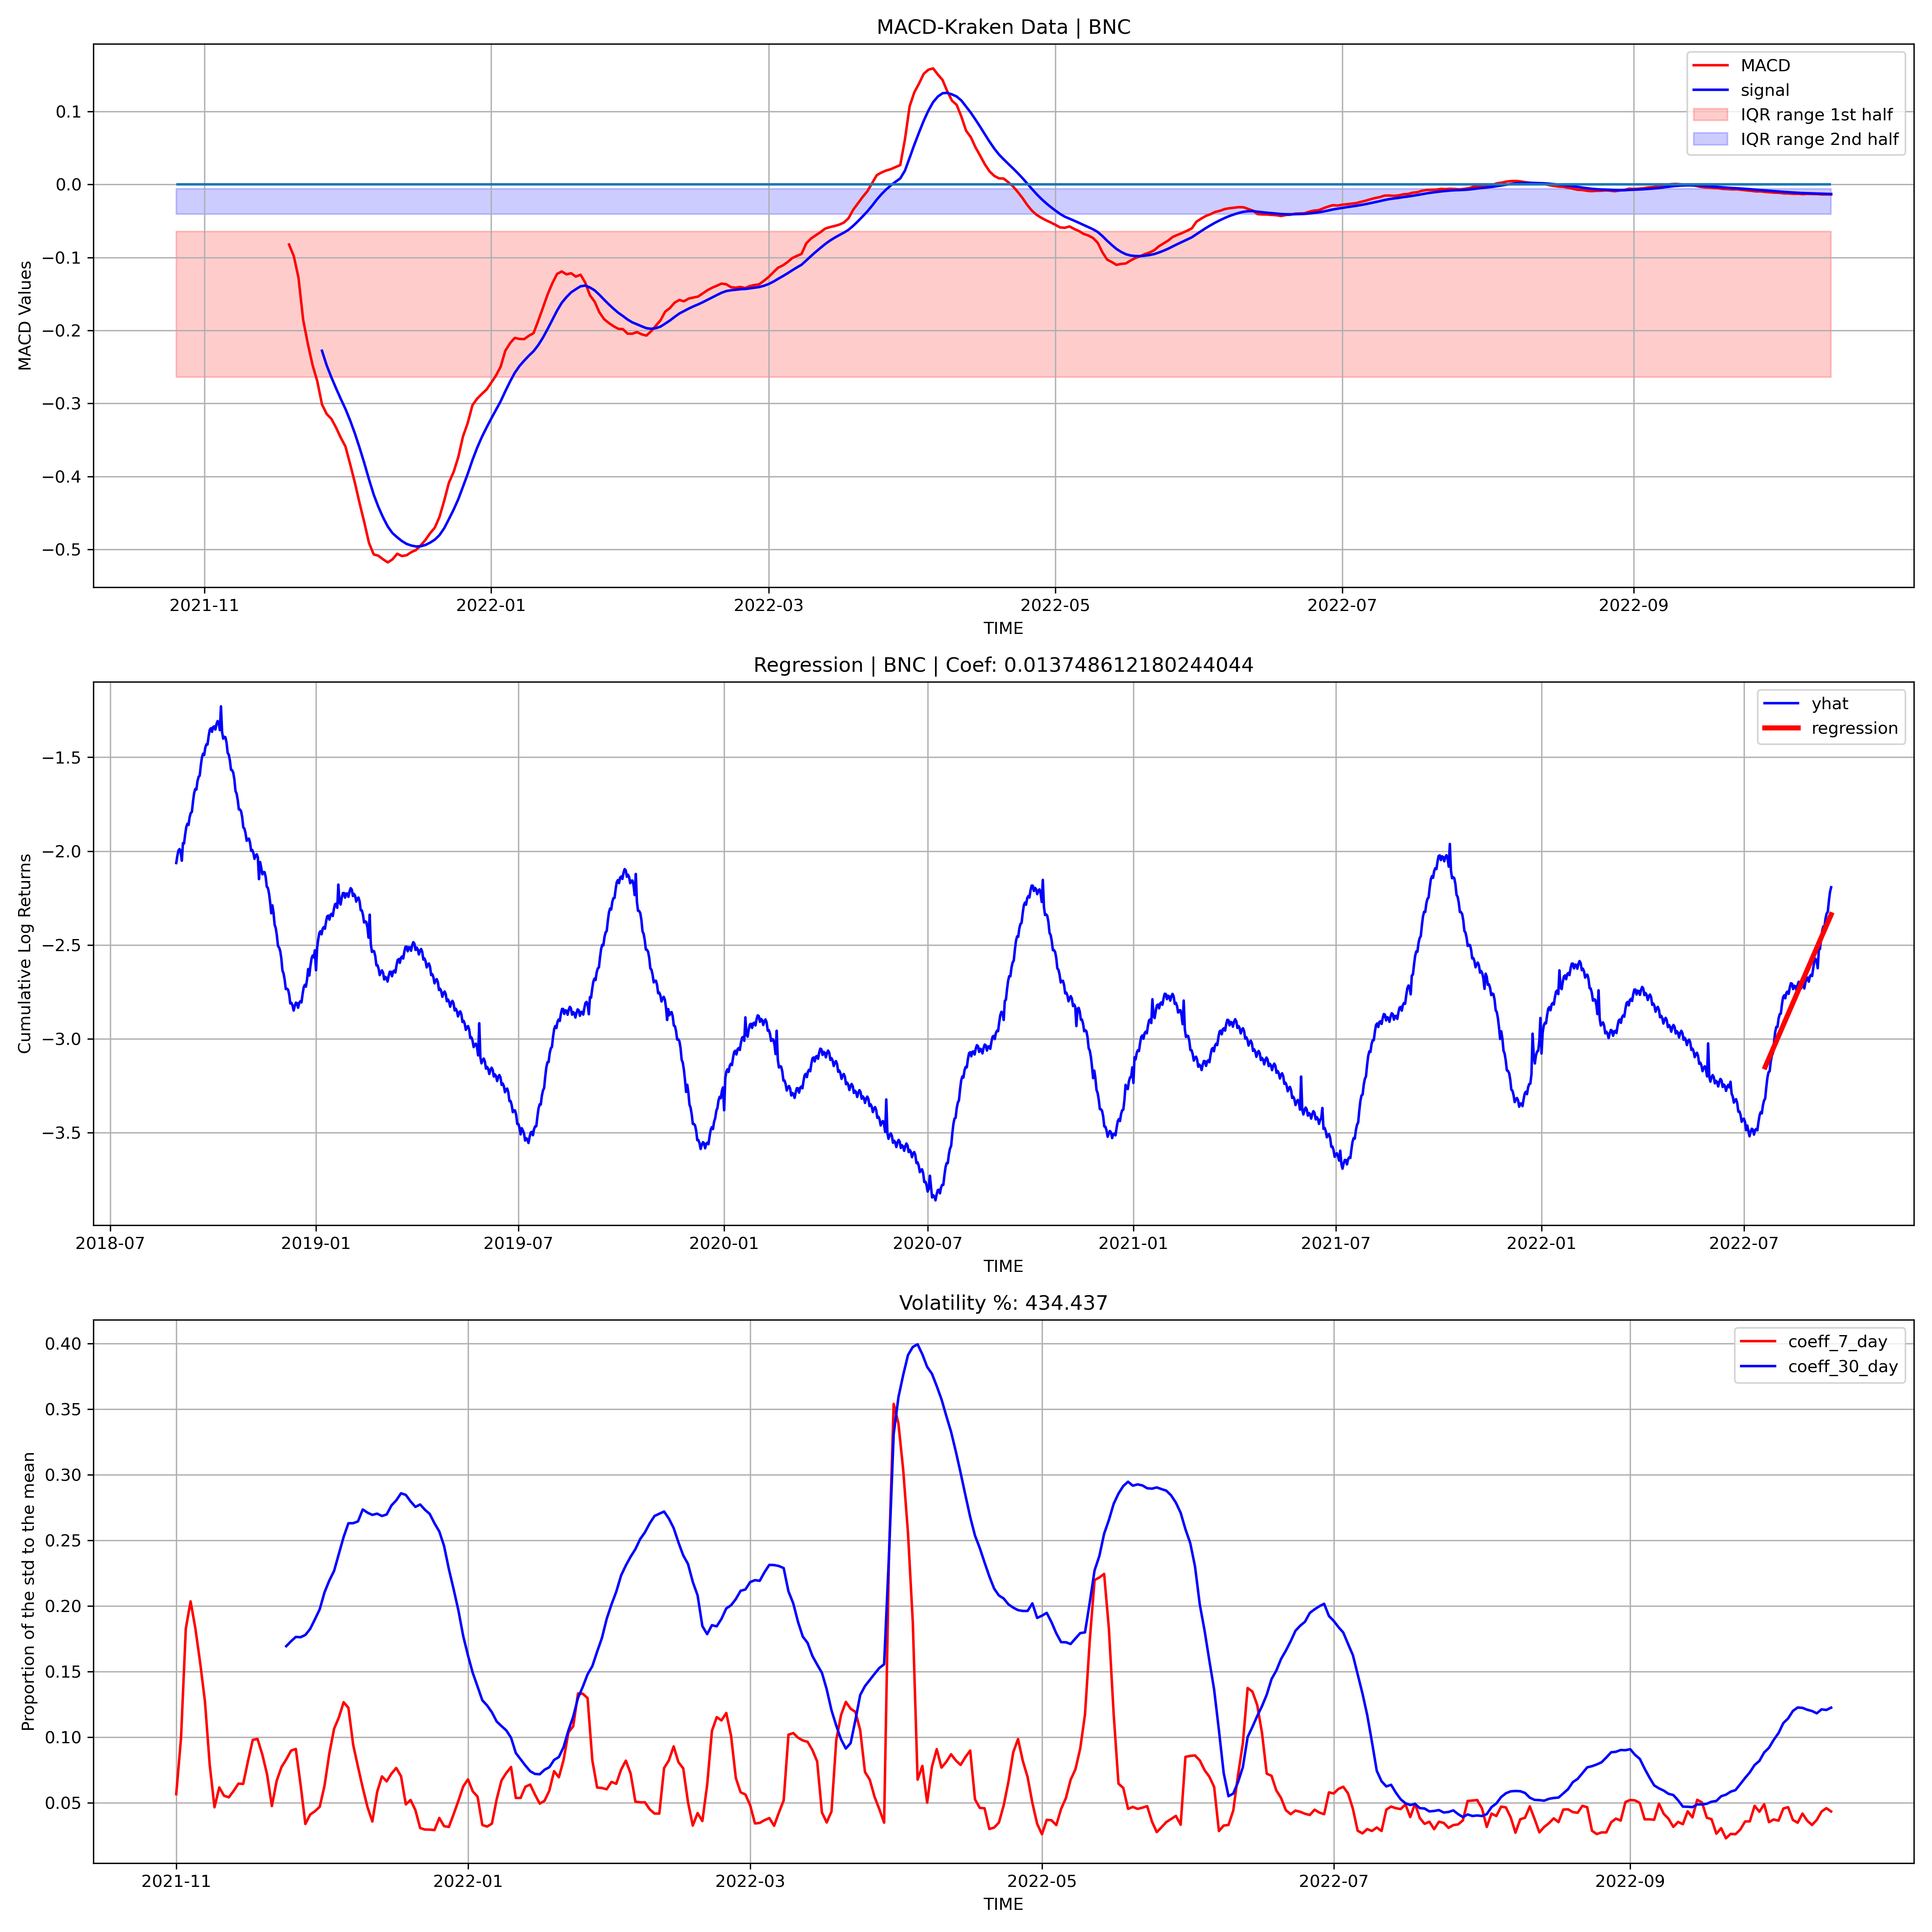 MACD-Kraken Data | BNC
MACD Values
0.1
0.0
−0.1
−0.2
−0.3
−0.4
−0.5
MACD
signal
IQR range 1st half
IQR range 2nd half
2021-11 2022-01 2022-03 2022-05 2022-07 2022-09
TIME
Regression | BNC | Coef: 0.013748612180244044
Cumulative Log Returns
−1.5
−2.0
−2.5
−3.0
−3.5
yhat
regression
2018-07 2019-01 2019-07 2020-01 2020-07 2021-01 2021-07 2022-01 2022-07
TIME
Volatility %: 434.437
Proportion of the std to the mean
0.40
0.35
0.30
0.25
0.20
0.15
0.10
0.05
coeff_7_day
coeff_30_day
2021-11 2022-01 2022-03 2022-05 2022-07 2022-09
TIME